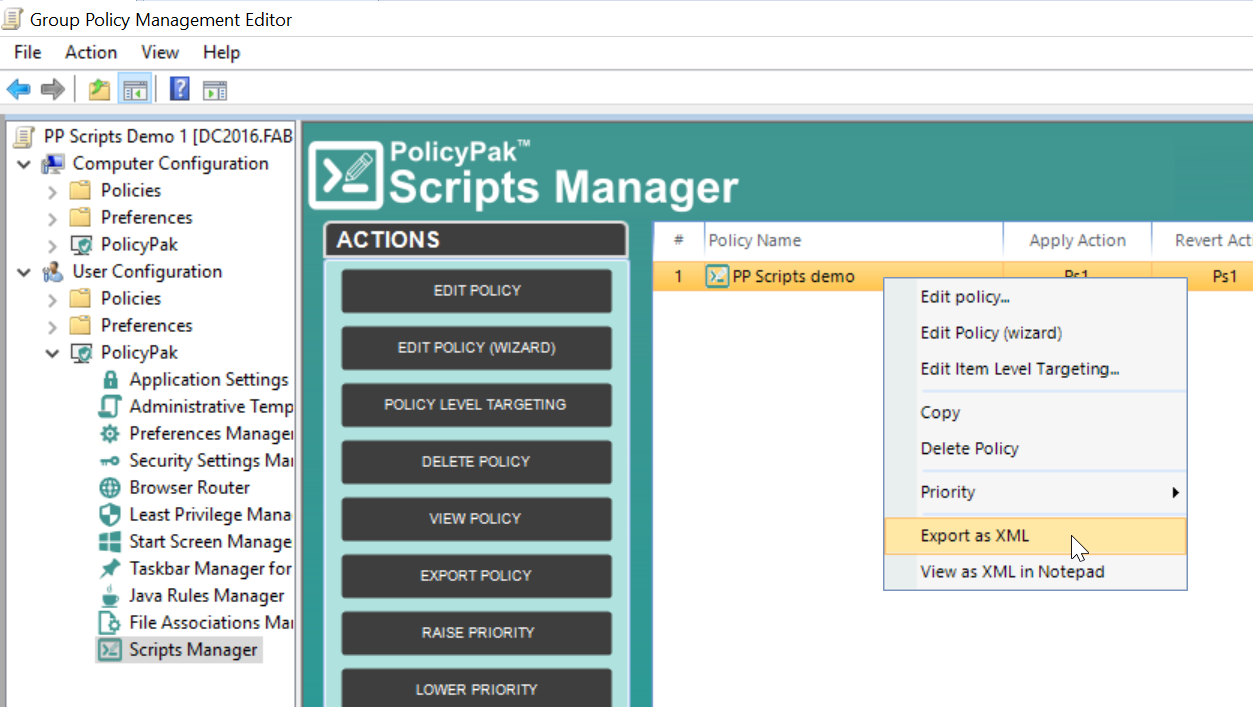 Group Policy Management Editor
File Action View Help
PP Scripts Demo 1 [DC2016.FAB
Computer Configuration
Policies
Preferences
PolicyPak
User Configuration
Policies
Preferences
PolicyPak
Application Settings
Administrative Temp
Preferences Manager
Security Settings Mar
Browser Router
Least Privilege Mana
Start Screen Manage
Taskbar Manager for
Java Rules Manager
File Associations Mar
Scripts Manager
PolicyPak™
Scripts Manager
ACTIONS
EDIT POLICY
EDIT POLICY (WIZARD)
POLICY LEVEL TARGETING
DELETE POLICY
VIEW POLICY
EXPORT POLICY
RAISE PRIORITY
LOWER PRIORITY
# Policy Name Apply Action Revert Acti
1 PP Scripts demo Ps1 Ps1
Edit policy...
Edit Policy (wizard)
Edit Item Level Targeting...
Copy
Delete Policy
Priority
Export as XML
View as XML in Notepad